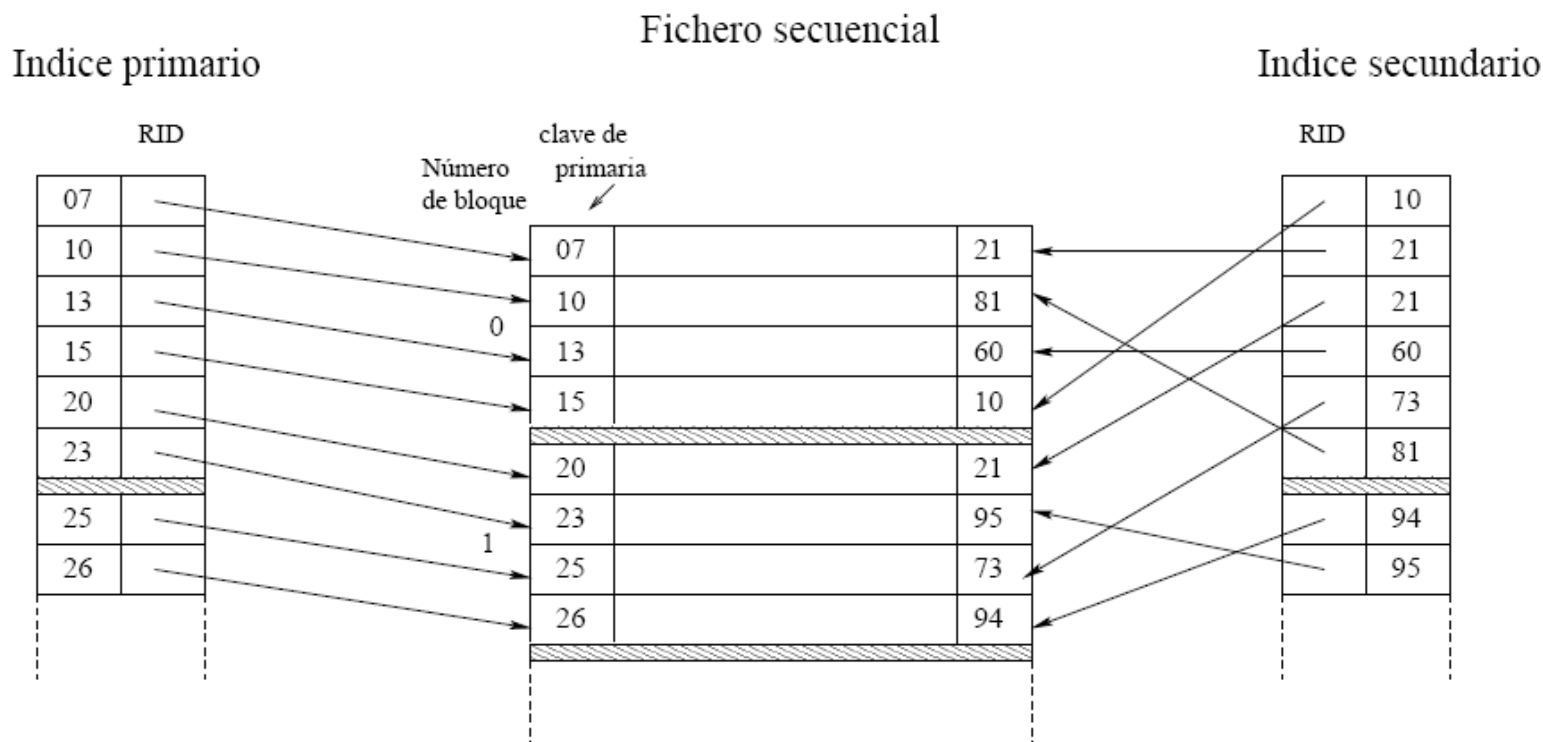 Fichero secuencial
Indice primario
Indice secundario
RID
clave de
primaria
Número
de bloque
RID
07
10
13
15
20
23
25
26
0
1
07 21
10 81
13 60
15 10
20 21
23 95
25 73
26 94
10
21
21
60
73
81
94
95